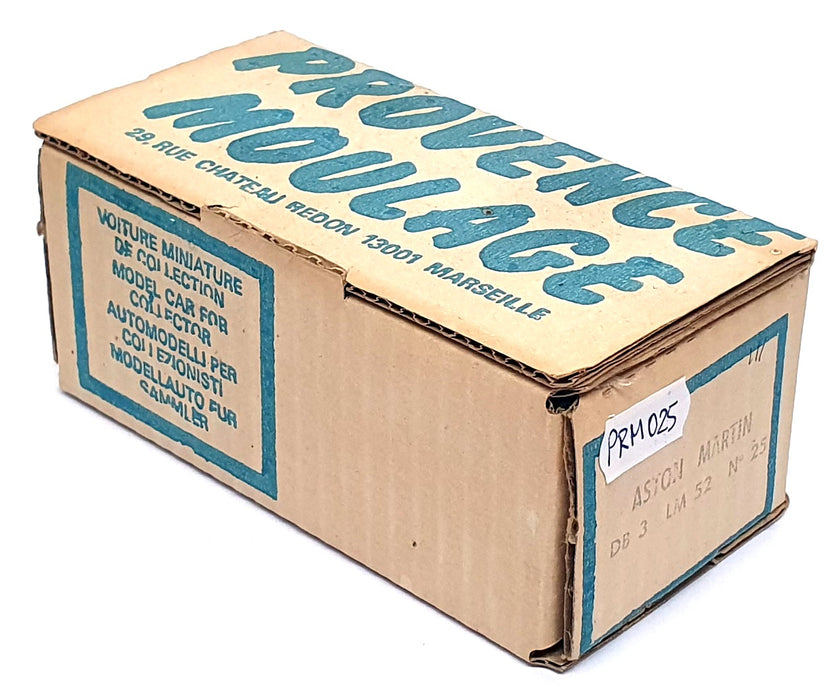 PROVENCE
MOULAGE
29, RUE CHATEAU REDON 13001 MARSEILLE
VOITURE MINIATURE
DE COLLECTION
MODEL CAR FOR
COLLECTOR
AUTOMODELLI PER
COLLEZIONISTI
MODELLAUTO FUR
SAMMLER
PRM025
ASTON MARTIN
DB 3 LM 52 N° 25